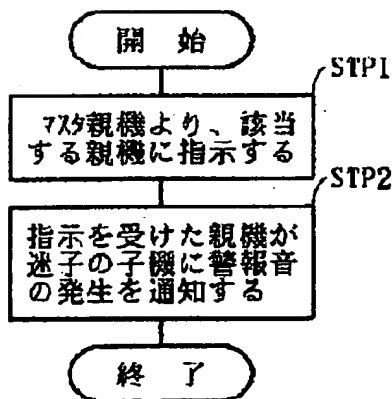 開 始
STP1
マスタ親機より、該当
する親機に指示する
STP2
指示を受けた親機が
迷子の子機に警報音
の発生を通知する
終 了